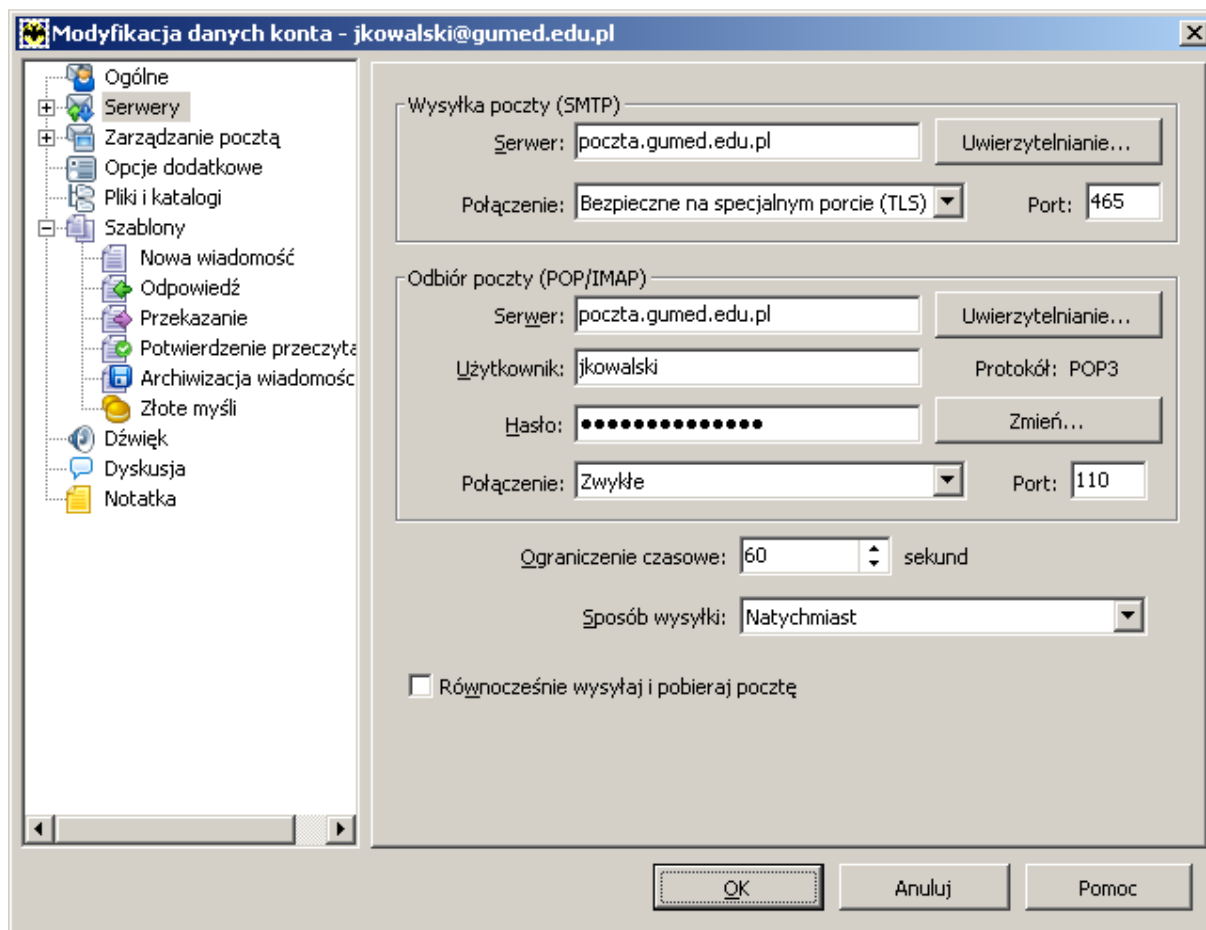 Modyfikacja danych konta - jkowalski@gumed.edu.pl
Ogólne
Serwery
Zarządzanie pocztą
Opcje dodatkowe
Pliki i katalogi
Szablony
Nowa wiadomość
Odpowiedź
Przekazanie
Potwierdzenie przeczyta
Archiwizacja wiadomośc
Złote myśli
Dźwięk
Dyskusja
Notatka
Wysyłka poczty (SMTP)
Serwer: poczta.gumed.edu.pl Uwierzytelnianie...
Połączenie: Bezpieczne na specjalnym porcie (TLS) Port: 465
Odbiór poczty (POP/IMAP)
Serwer: poczta.gumed.edu.pl Uwierzytelnianie...
Użytkownik: jkowalski Protokół: POP3
Hasło: ●●●●●●●●●●●●●● Zmień...
Połączenie: Zwykłe Port: 110
Ograniczenie czasowe: 60 sekund
Sposób wysyłki: Natychmiast
Równocześnie wysyłaj i pobieraj pocztę
OK Anuluj Pomoc